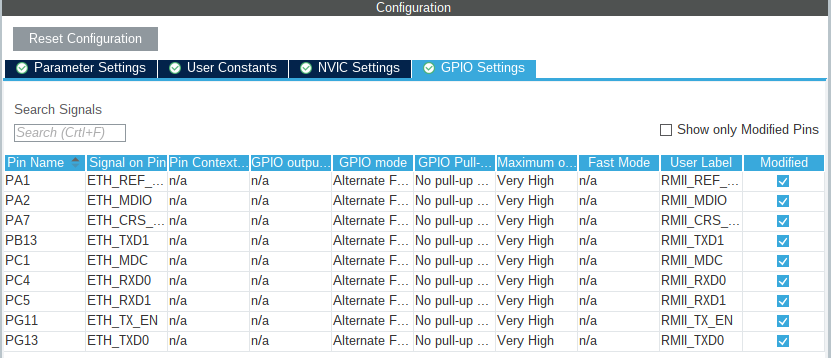 Configuration
Reset Configuration
Parameter Settings User Constants NVIC Settings GPIO Settings
Search Signals
Search (Crtl+F)
Show only Modified Pins
Pin Name Signal on Pin Pin Context... GPIO outpu... GPIO mode GPIO Pull-... Maximum o... Fast Mode User Label Modified
PA1 ETH_REF_... n/a n/a Alternate F... No pull-up ... Very High n/a RMII_REF_...
PA2 ETH_MDIO n/a n/a Alternate F... No pull-up ... Very High n/a RMII_MDIO
PA7 ETH_CRS_... n/a n/a Alternate F... No pull-up ... Very High n/a RMII_CRS_...
PB13 ETH_TXD1 n/a n/a Alternate F... No pull-up ... Very High n/a RMII_TXD1
PC1 ETH_MDC n/a n/a Alternate F... No pull-up ... Very High n/a RMII_MDC
PC4 ETH_RXD0 n/a n/a Alternate F... No pull-up ... Very High n/a RMII_RXD0
PC5 ETH_RXD1 n/a n/a Alternate F... No pull-up ... Very High n/a RMII_RXD1
PG11 ETH_TX_EN n/a n/a Alternate F... No pull-up ... Very High n/a RMII_TX_EN
PG13 ETH_TXD0 n/a n/a Alternate F... No pull-up ... Very High n/a RMII_TXD0